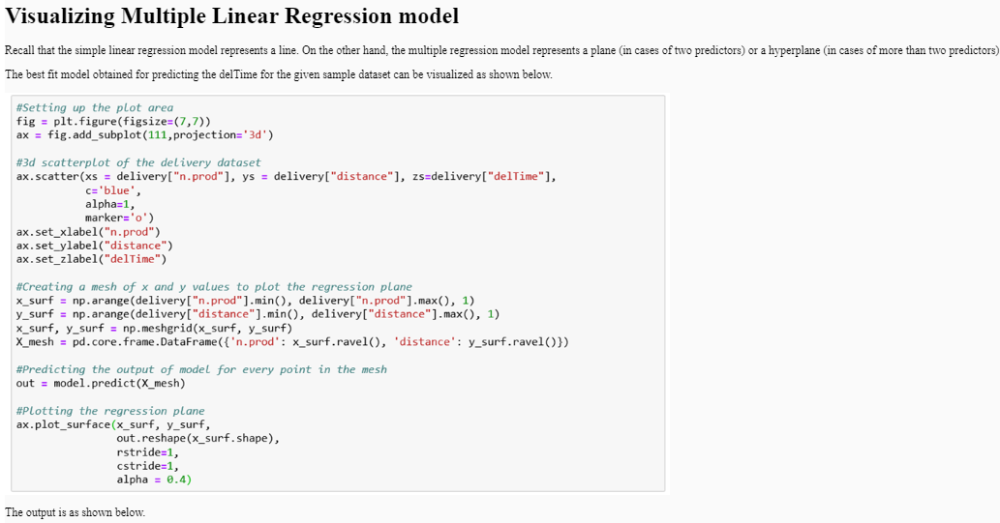 Visualizing Multiple Linear Regression model
Recall that the simple linear regression model represents a line. On the other hand, the multiple regression model represents a plane (in cases of two predictors) or a hyperplane (in cases of more than two predictors)
The best fit model obtained for predicting the delTime for the given sample dataset can be visualized as shown below.
#Setting up the plot area
fig = plt.figure(figsize=(7,7))
ax = fig.add_subplot(111,projection='3d')
#3d scatterplot of the delivery dataset
ax.scatter(xs = delivery["n.prod"], ys = delivery["distance"], zs=delivery["delTime"],
c='blue',
alpha=1,
marker='o')
ax.set_xlabel("n.prod")
ax.set_ylabel("distance")
ax.set_zlabel("delTime")
#Creating a mesh of x and y values to plot the regression plane
x_surf = np.arange(delivery["n.prod"].min(), delivery["n.prod"].max(), 1)
y_surf = np.arange(delivery["distance"].min(), delivery["distance"].max(), 1)
x_surf, y_surf = np.meshgrid(x_surf, y_surf)
X_mesh = pd.core.frame.DataFrame({'n.prod': x_surf.ravel(), 'distance': y_surf.ravel()})
#Predicting the output of model for every point in the mesh
out = model.predict(X_mesh)
#Plotting the regression plane
ax.plot_surface(x_surf, y_surf,
out.reshape(x_surf.shape),
rstride=1,
cstride=1,
alpha = 0.4)
The output is as shown below.